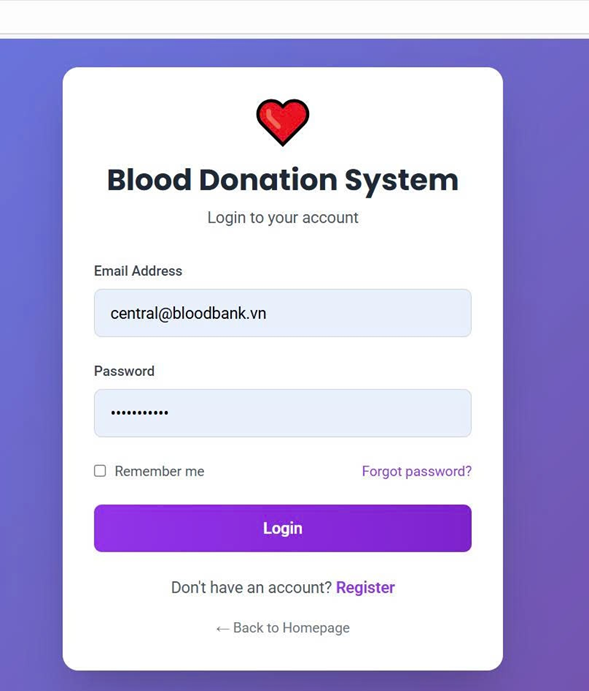 Blood Donation System
Login to your account
Email Address
central@bloodbank.vn
Password
•••••••••••
Remember me Forgot password?
Login
Don't have an account? Register
← Back to Homepage